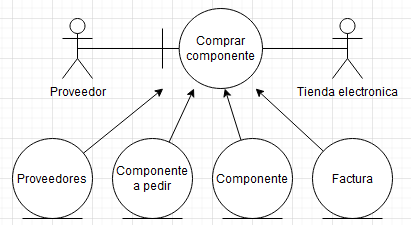 Comprar
componente
Proveedor
Tienda electronica
Proveedores
Componente
a pedir
Componente
Factura